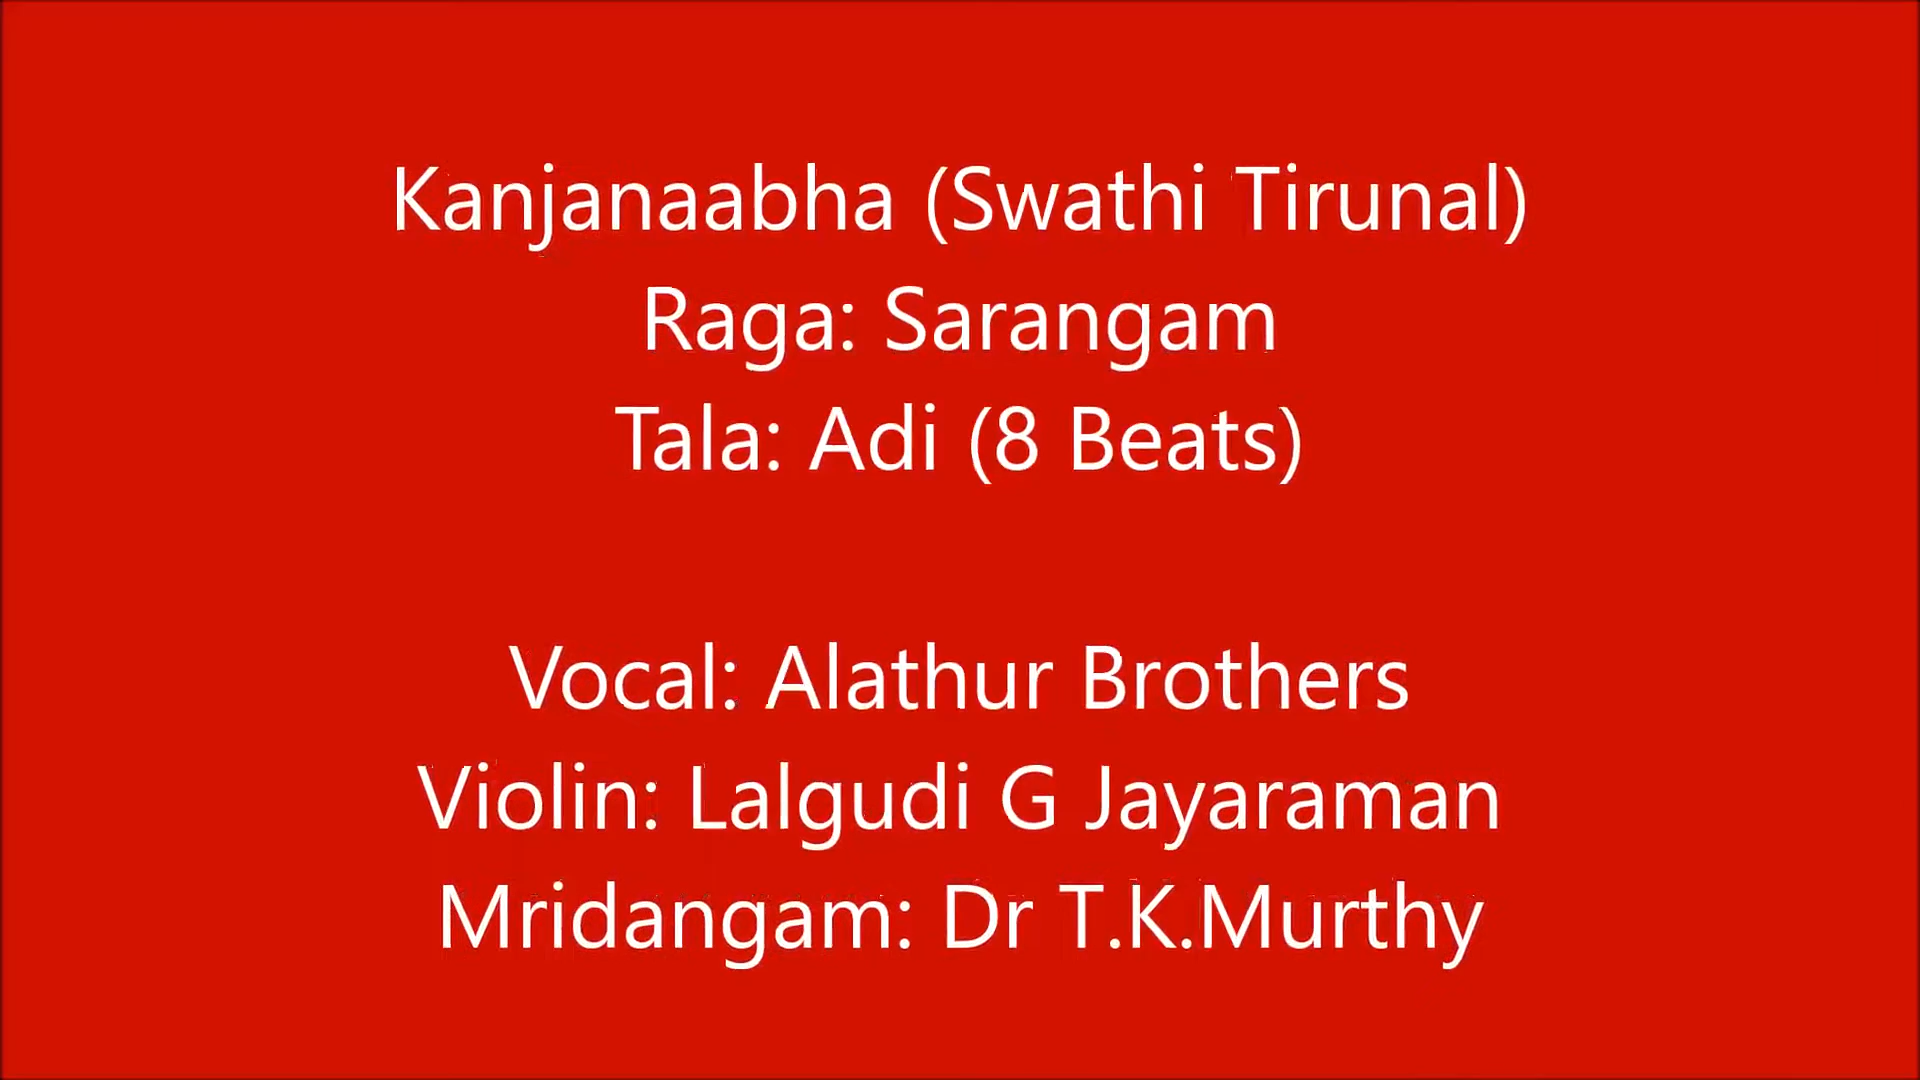 Kanjanaabha (Swathi Tirunal)
Raga: Sarangam
Tala: Adi (8 Beats)
Vocal: Alathur Brothers
Violin: Lalgudi G Jayaraman
Mridangam: Dr T.K.Murthy